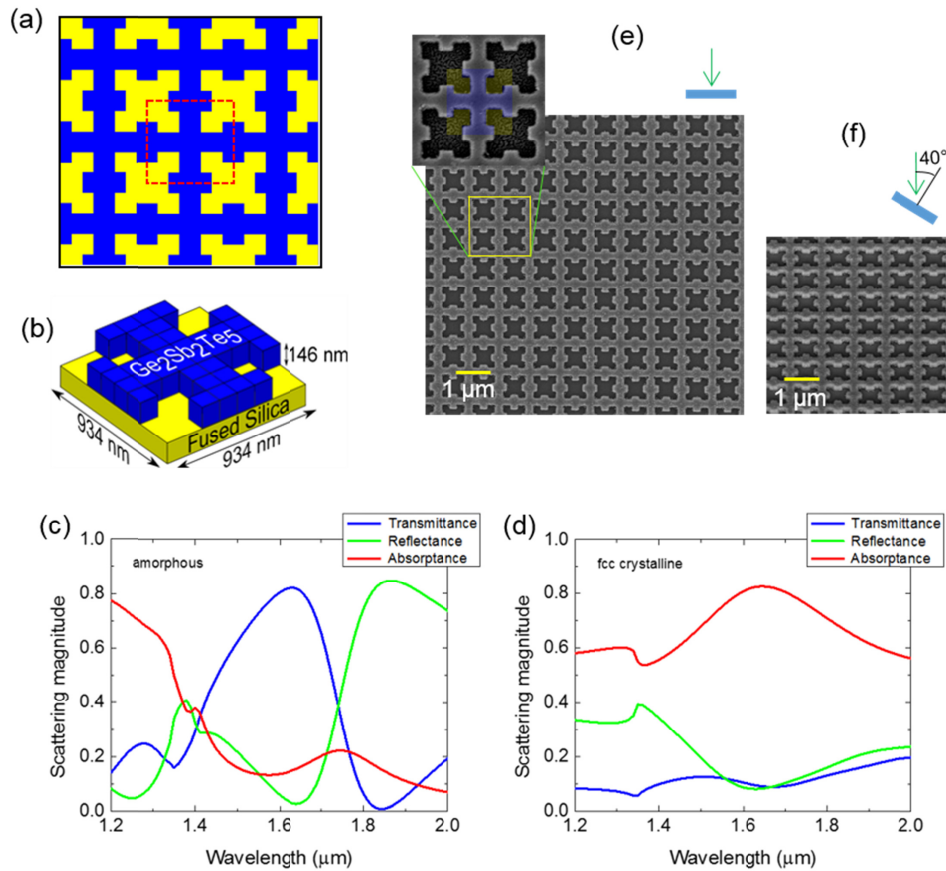 (a)
(b)
Ge2Sb2Te5
146 nm
Fused Silica
934 nm
934 nm
(e)
1 µm
(f)
40°
1 µm
(c)
Transmittance
Reflectance
Absorptance
amorphous
Scattering magnitude
1.0
0.8
0.6
0.4
0.2
0.0
1.2 1.4 1.6 1.8 2.0
Wavelength (µm)
(d)
Transmittance
Reflectance
Absorptance
fcc crystalline
Scattering magnitude
1.0
0.8
0.6
0.4
0.2
0.0
1.2 1.4 1.6 1.8 2.0
Wavelength (µm)